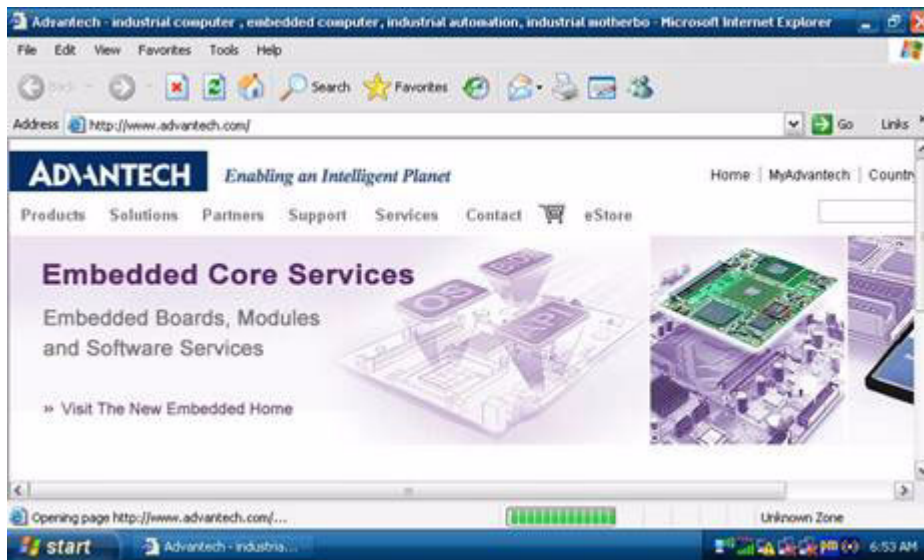 Advantech - industrial computer , embedded computer, industrial automation, industrial motherbo - Microsoft Internet Explorer
File Edit View Favorites Tools Help
Back Search Favorites
Address http://www.advantech.com/ Go Links
ADVANTECH Enabling an Intelligent Planet Home | MyAdvantech | Countr
Products Solutions Partners Support Services Contact eStore
Embedded Core Services
Embedded Boards, Modules
and Software Services
OS
API
» Visit The New Embedded Home
Opening page http://www.advantech.com/... Unknown Zone
start Advantech - industria... 6:53 AM